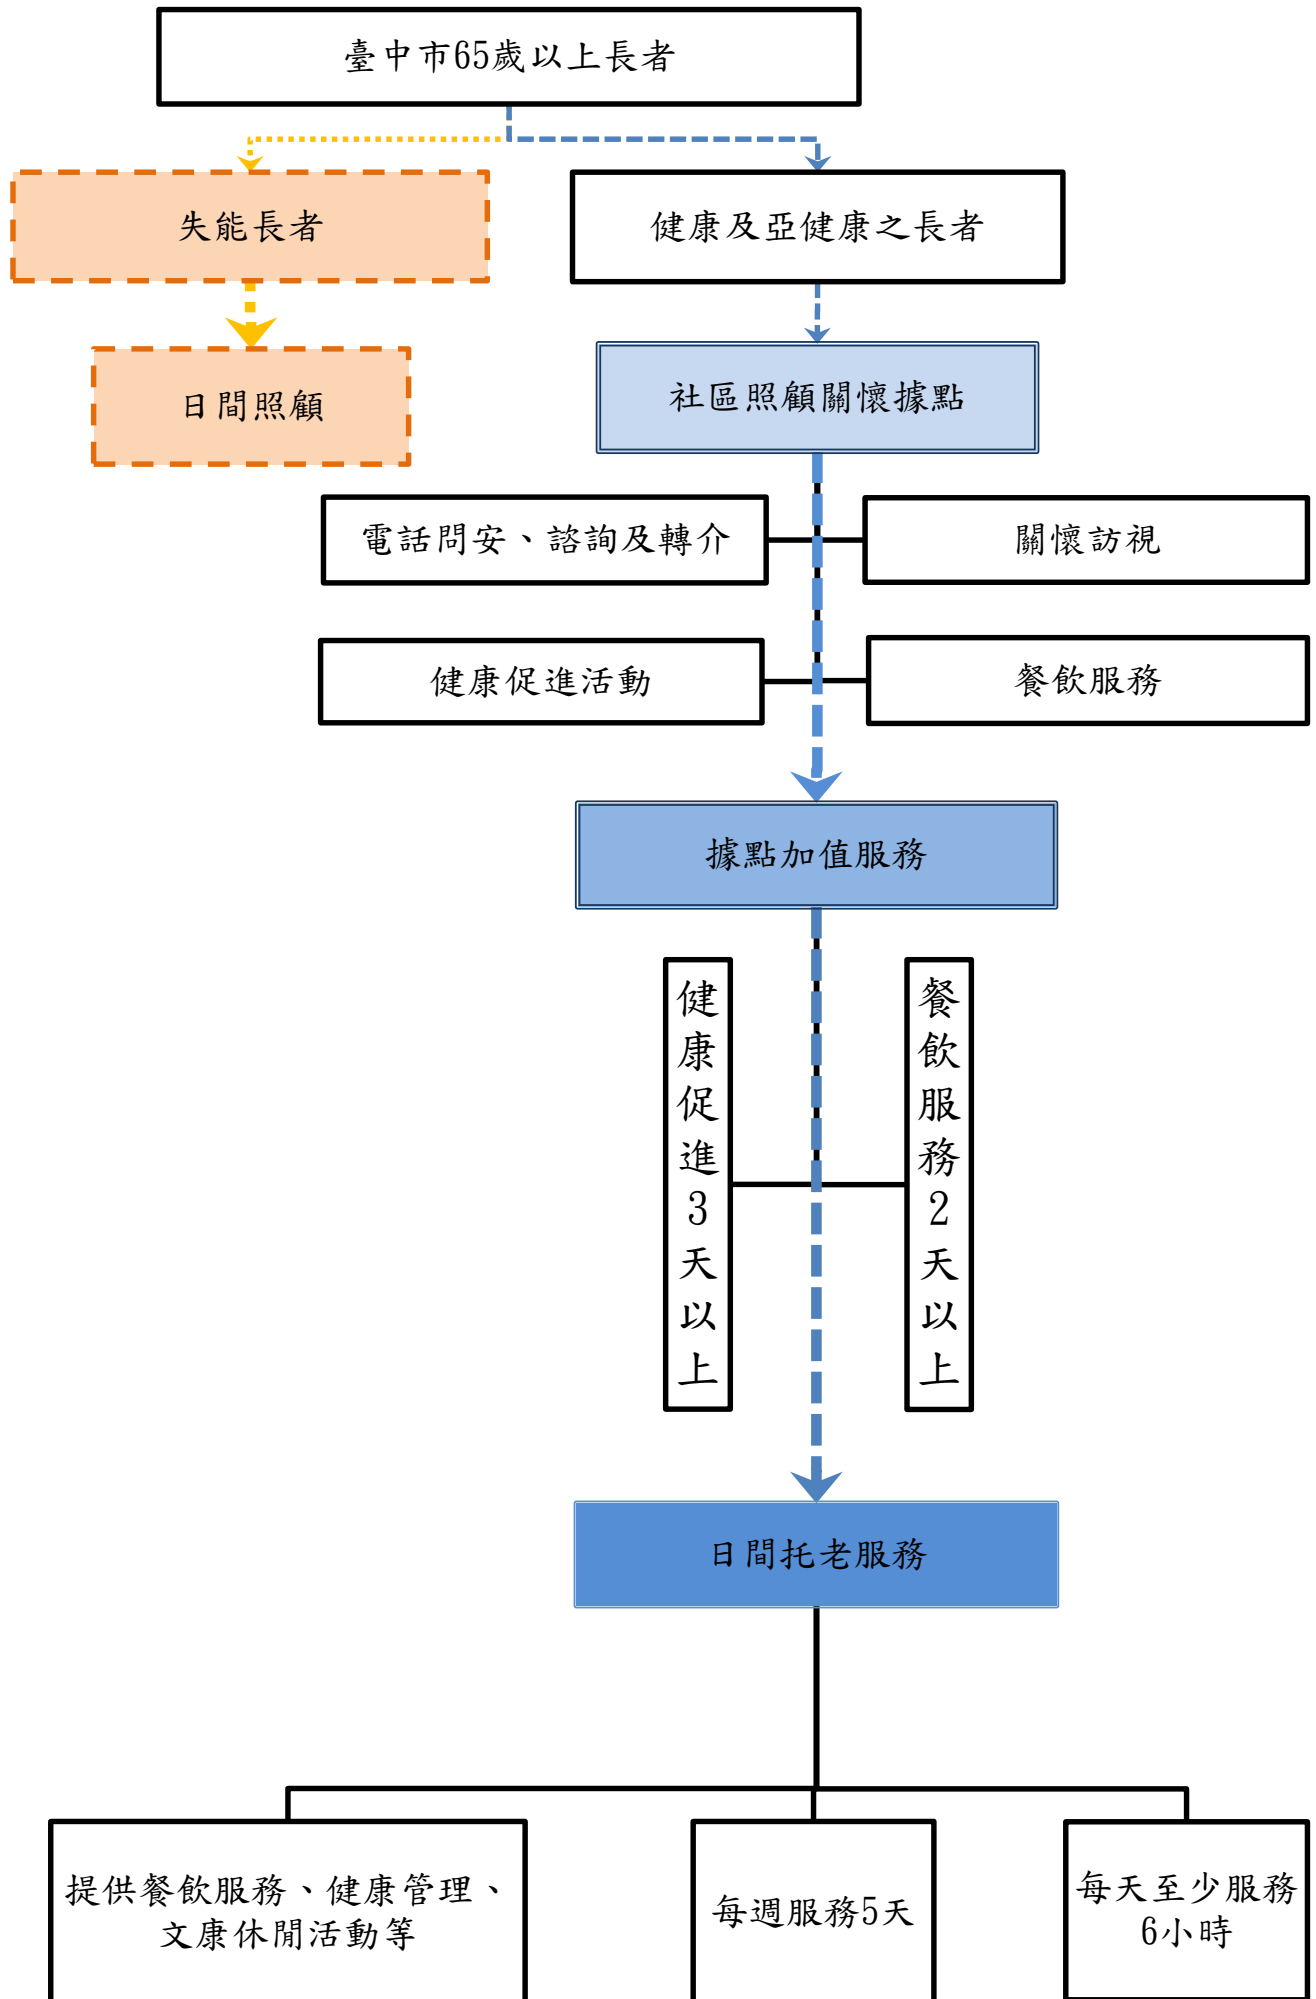 臺中市65歲以上長者
失能長者
健康及亞健康之長者
日間照顧
社區照顧關懷據點
電話問安、諮詢及轉介
關懷訪視
健康促進活動
餐飲服務
據點加值服務
健康促進3天以上
餐飲服務2天以上
日間托老服務
提供餐飲服務、健康管理、
文康休閒活動等
每週服務5天
每天至少服務
6小時